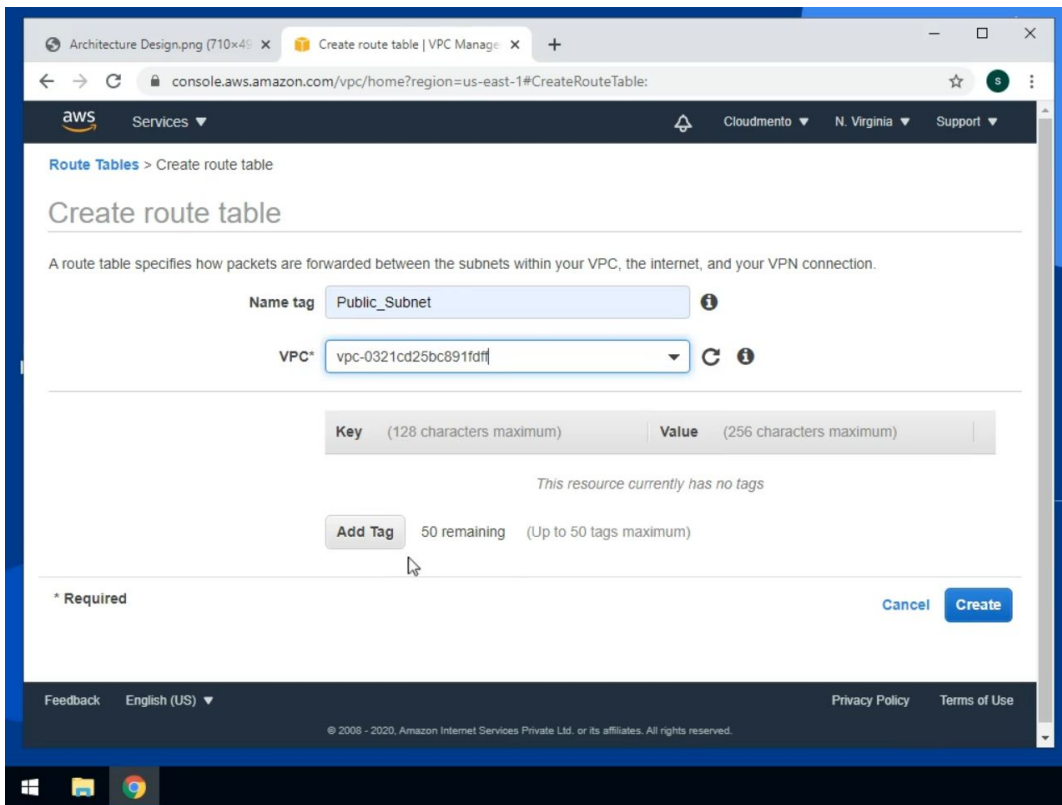 Architecture Design.png (710×49
Create route table | VPC Manage
console.aws.amazon.com/vpc/home?region=us-east-1#CreateRouteTable:
S
aws
Services
Cloudmento
N. Virginia
Support
Route Tables > Create route table
Create route table
A route table specifies how packets are forwarded between the subnets within your VPC, the internet, and your VPN connection.
Name tag
Public_Subnet
VPC*
vpc-0321cd25bc891fdff
Key (128 characters maximum) Value (256 characters maximum)
This resource currently has no tags
Add Tag 50 remaining (Up to 50 tags maximum)
* Required
Cancel
Create
Feedback
English (US)
Privacy Policy
Terms of Use
© 2008 - 2020, Amazon Internet Services Private Ltd. or its affiliates. All rights reserved.